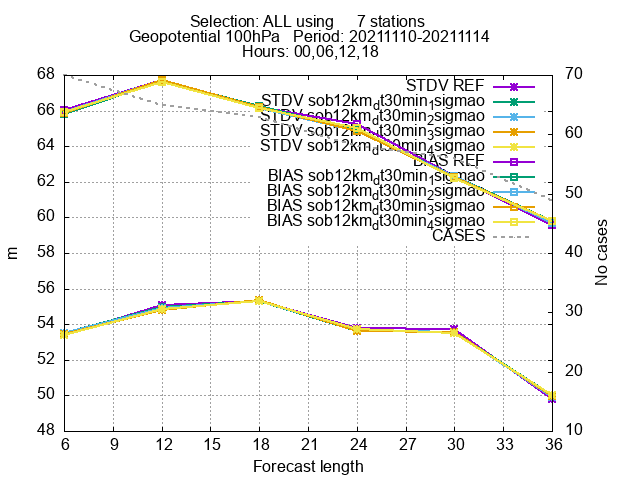 Selection: ALL using 7 stations
Geopotential 100hPa Period: 20211110-20211114
Hours: 00,06,12,18
68
66
64
62
60
58
56
54
52
50
48
m
70
60
50
40
30
20
10
No cases
STDV REF
STDV sob12km_dt30min_1sigmao
STDV sob12km_dt30min_2sigmao
STDV sob12km_dt30min_3sigmao
STDV sob12km_dt30min_4sigmao
BIAS REF
BIAS sob12km_dt30min_1sigmao
BIAS sob12km_dt30min_2sigmao
BIAS sob12km_dt30min_3sigmao
BIAS sob12km_dt30min_4sigmao
CASES
6 9 12 15 18 21 24 27 30 33 36
Forecast length